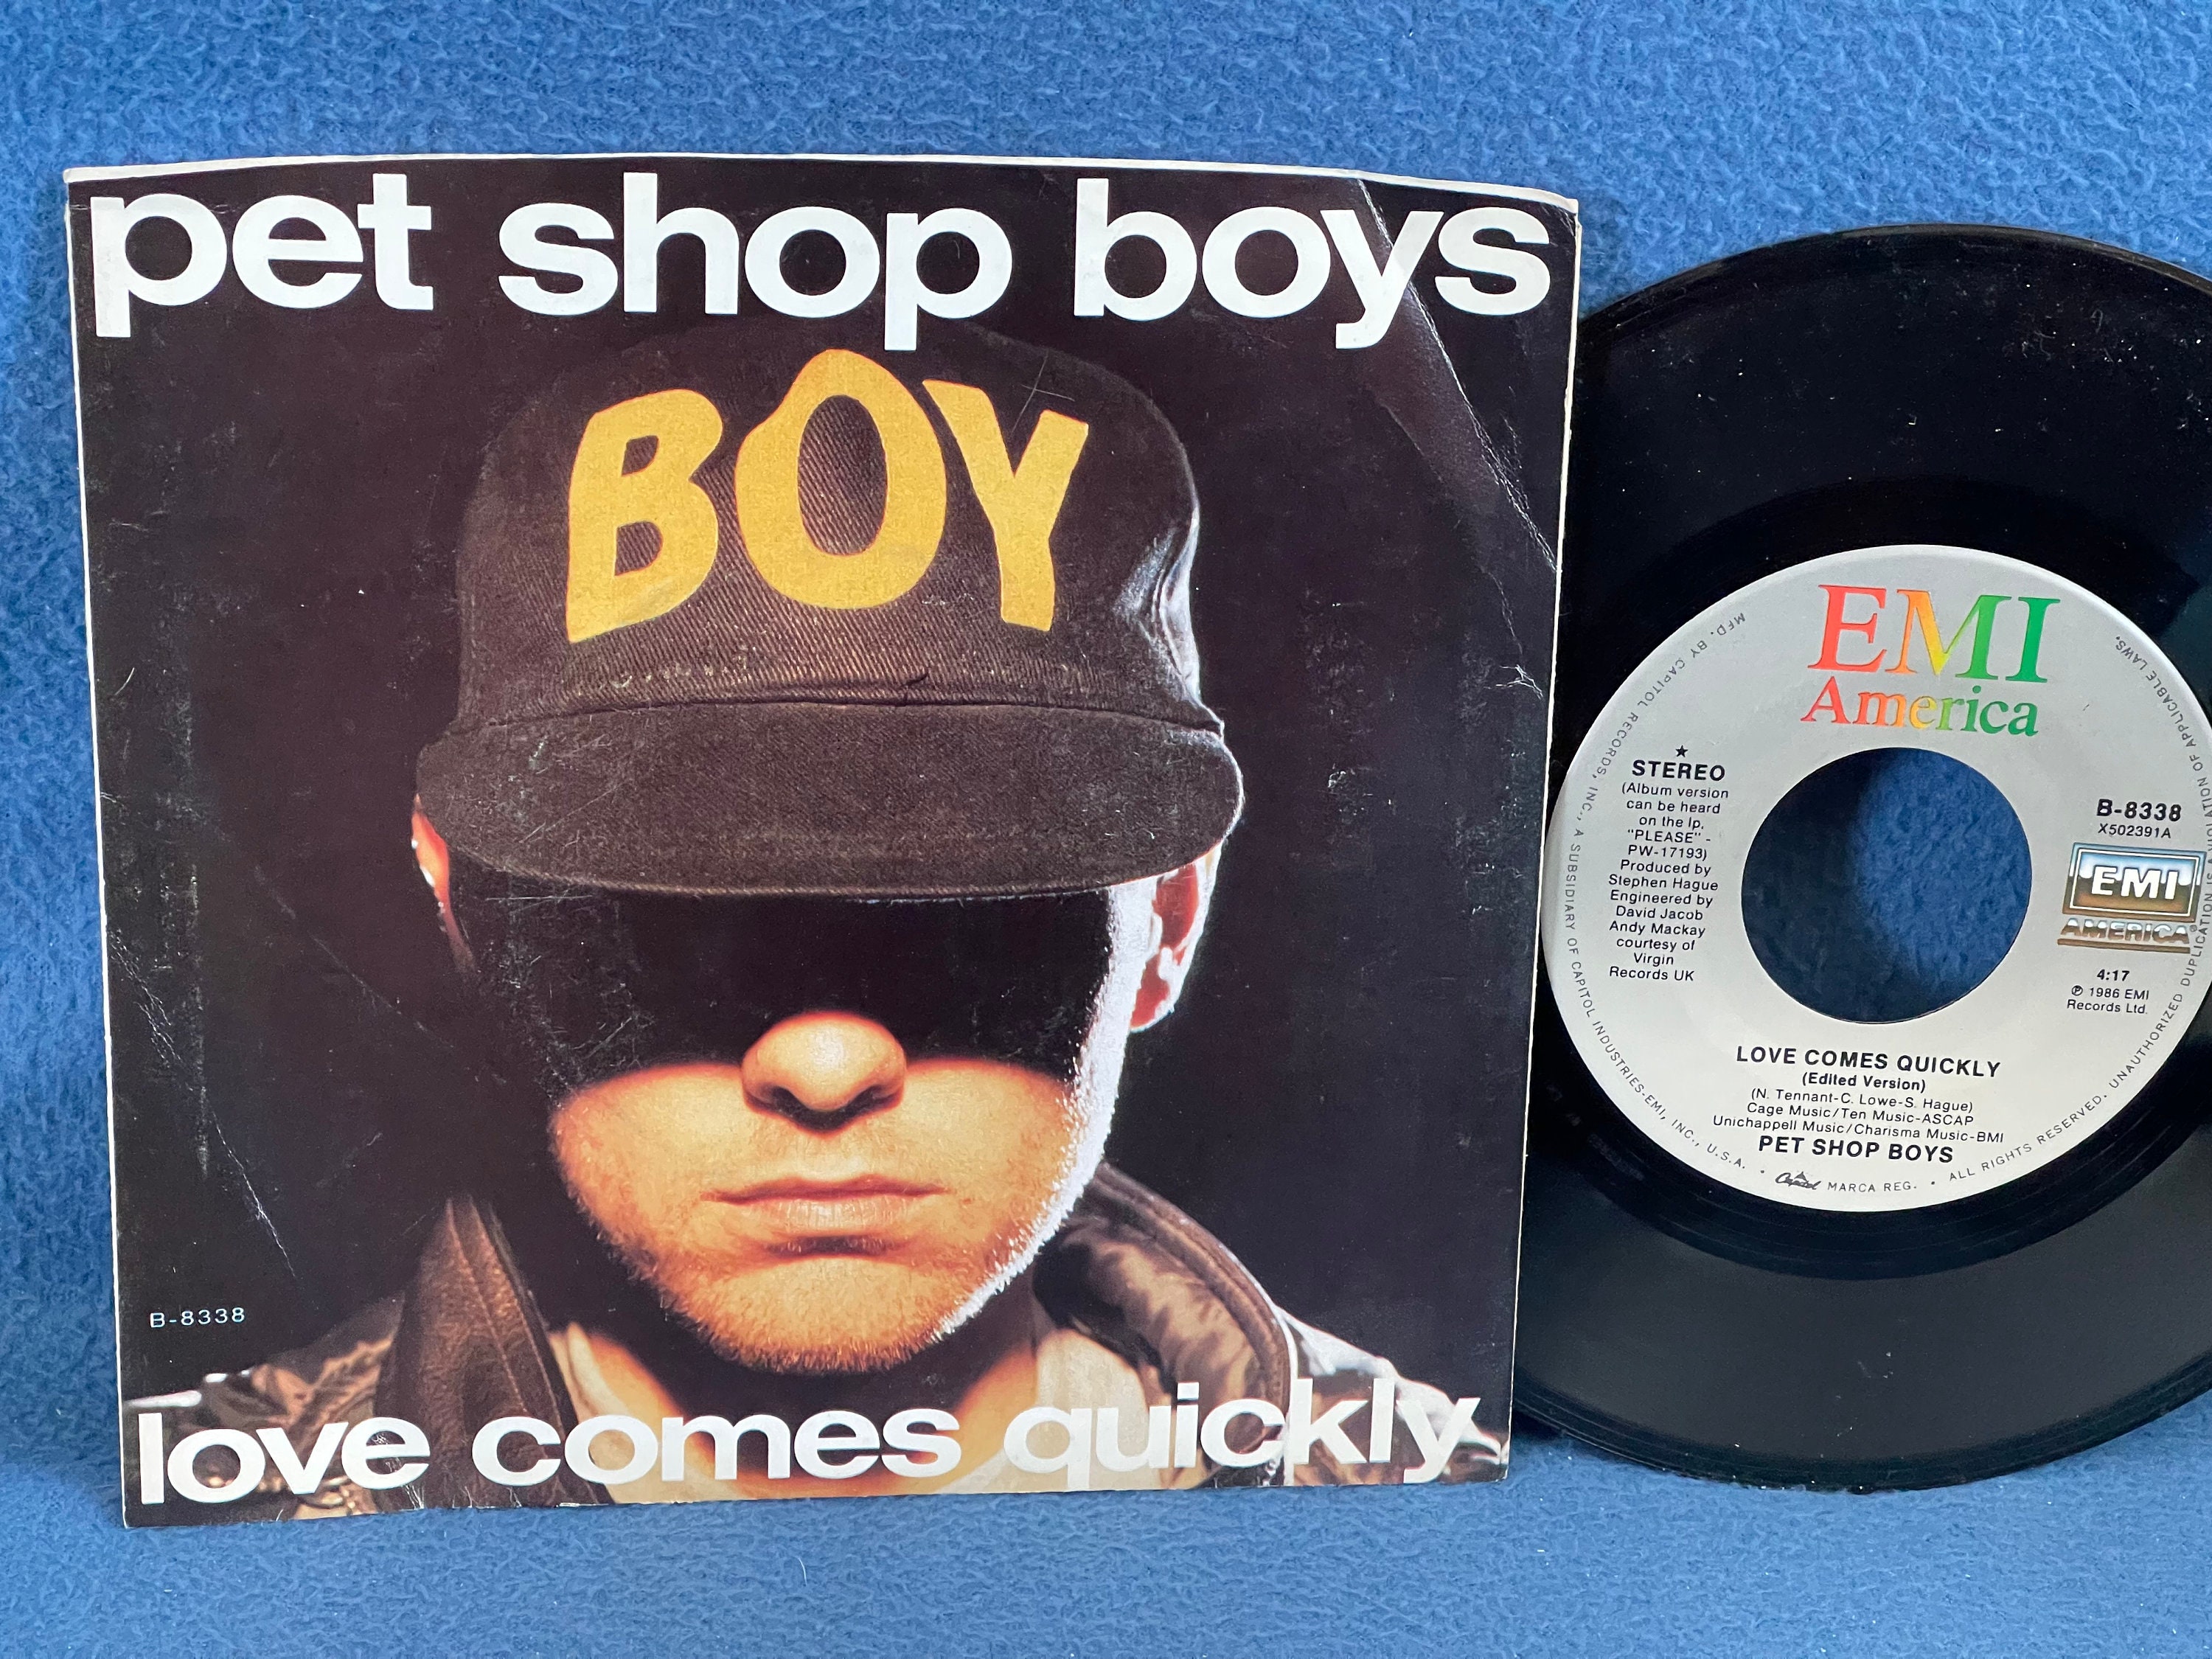 pet shop boys
BOY
B-8338
love comes quickly
EMI
America
★
STEREO
(Album version
can be heard
on the lp,
"PLEASE" -
PW-17193)
Produced by
Stephen Hague
Engineered by
David Jacob
Andy Mackay
courtesy of
Virgin
Records UK
B-8338
X502391A
EMI
AMERICA
4:17
℗ 1986 EMI
Records Ltd.
LOVE COMES QUICKLY
(Edited Version)
(N. Tennant-C. Lowe-S. Hague)
Cage Music/Ten Music-ASCAP
Unichappell Music/Charisma Music-BMI
PET SHOP BOYS
MFD. BY CAPITOL RECORDS, INC., A SUBSIDIARY OF CAPITOL INDUSTRIES-EMI, INC., U.S.A. • Capitol MARCA REG. • ALL RIGHTS RESERVED. UNAUTHORIZED DUPLICATION IS A VIOLATION OF APPLICABLE LAWS.